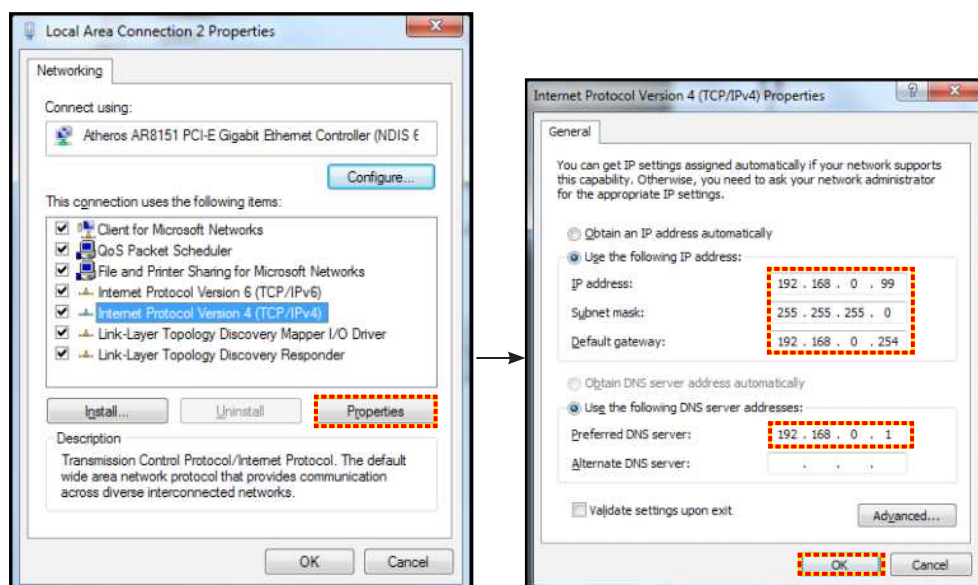 Local Area Connection 2 Properties
Networking
Connect using:
Atheros AR8151 PCI-E Gigabit Ethernet Controller (NDIS 6
Configure...
This connection uses the following items:
Client for Microsoft Networks
QoS Packet Scheduler
File and Printer Sharing for Microsoft Networks
Internet Protocol Version 6 (TCP/IPv6)
Internet Protocol Version 4 (TCP/IPv4)
Link-Layer Topology Discovery Mapper I/O Driver
Link-Layer Topology Discovery Responder
Install...
Uninstall
Properties
Description
Transmission Control Protocol/Internet Protocol. The default
wide area network protocol that provides communication
across diverse interconnected networks.
OK
Cancel
Internet Protocol Version 4 (TCP/IPv4) Properties
General
You can get IP settings assigned automatically if your network supports
this capability. Otherwise, you need to ask your network administrator
for the appropriate IP settings.
Obtain an IP address automatically
Use the following IP address:
IP address: 192 . 168 . 0 . 99
Subnet mask: 255 . 255 . 255 . 0
Default gateway: 192 . 168 . 0 . 254
Obtain DNS server address automatically
Use the following DNS server addresses:
Preferred DNS server: 192 . 168 . 0 . 1
Alternate DNS server: . . .
Validate settings upon exit
Advanced...
OK
Cancel